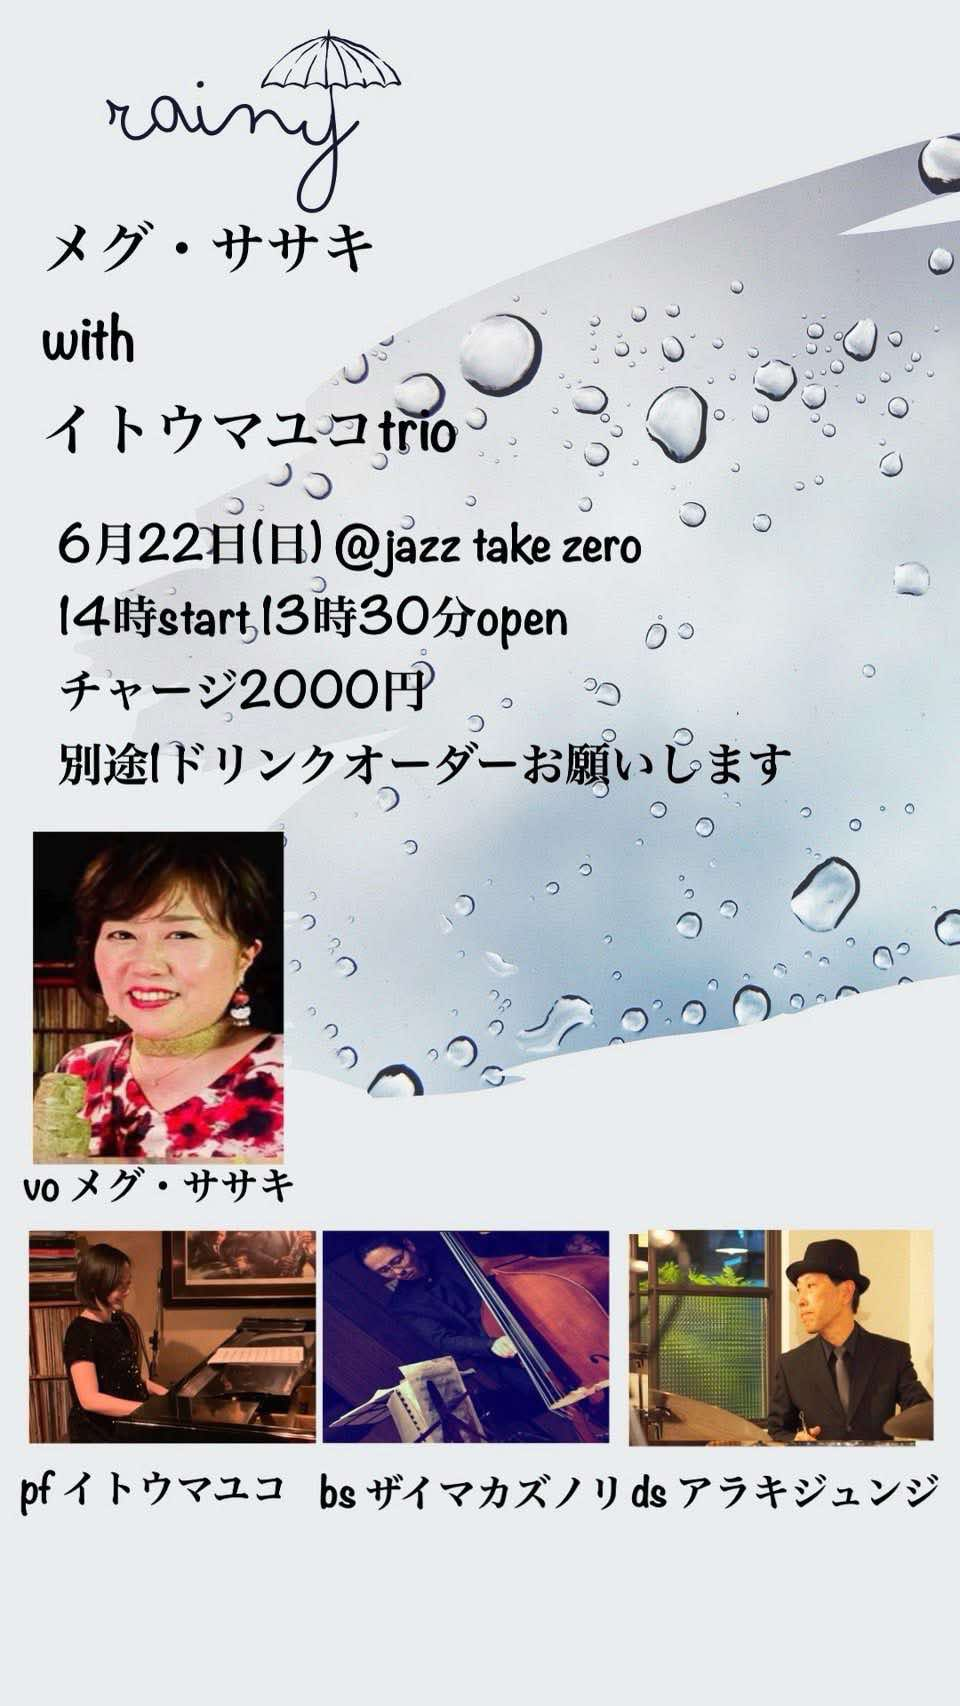 rainy
メグ・ササキ
with
イトウマユコtrio
6月22日(日) @jazz take zero
14時start 13時30分open
チャージ2000円
別途1ドリンクオーダーお願いします
vo メグ・ササキ
pf イトウマユコ
bs ザイマカズノリ
ds アラキジュンジ